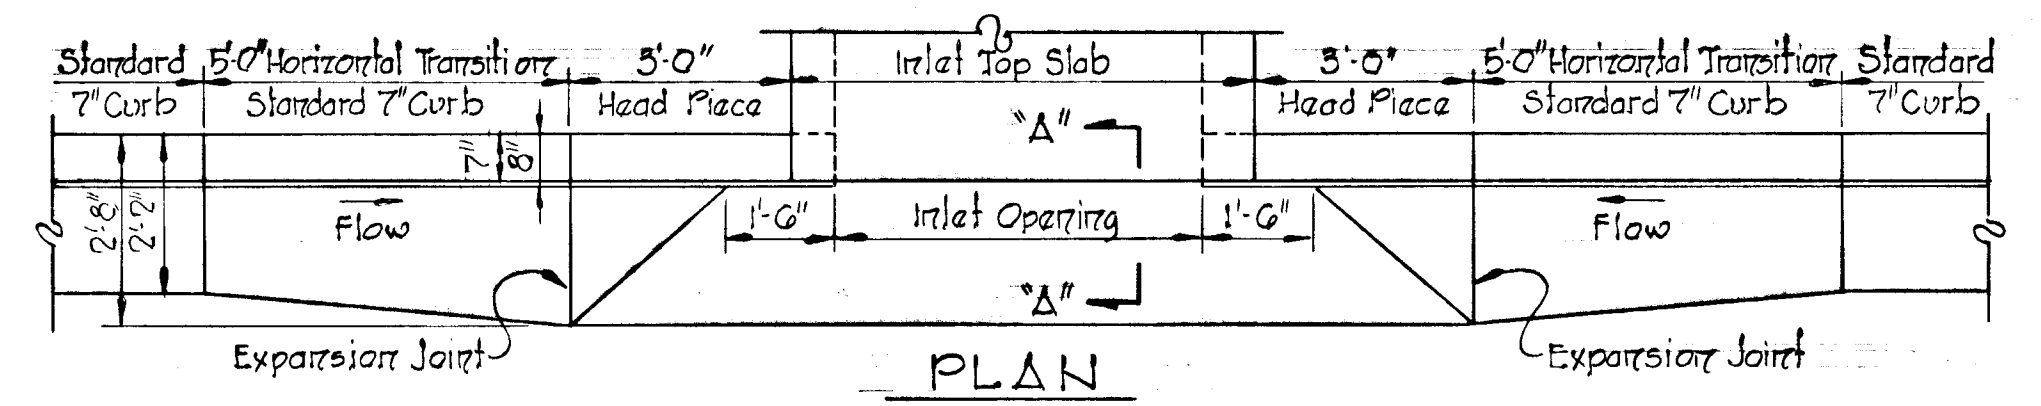 Standard 5'-0" Horizontal Transition 3'-0" Inlet Top Slab 3'-0" 5'-0" Horizontal Transition Standard
7" Curb Standard 7" Curb Head Piece Head Piece Standard 7" Curb 7" Curb
"A"
7"
8"
2'-8"
2'-2"
Flow 1'-6" Inlet Opening 1'-6" Flow
"A"
Expansion Joint Expansion Joint
PLAN